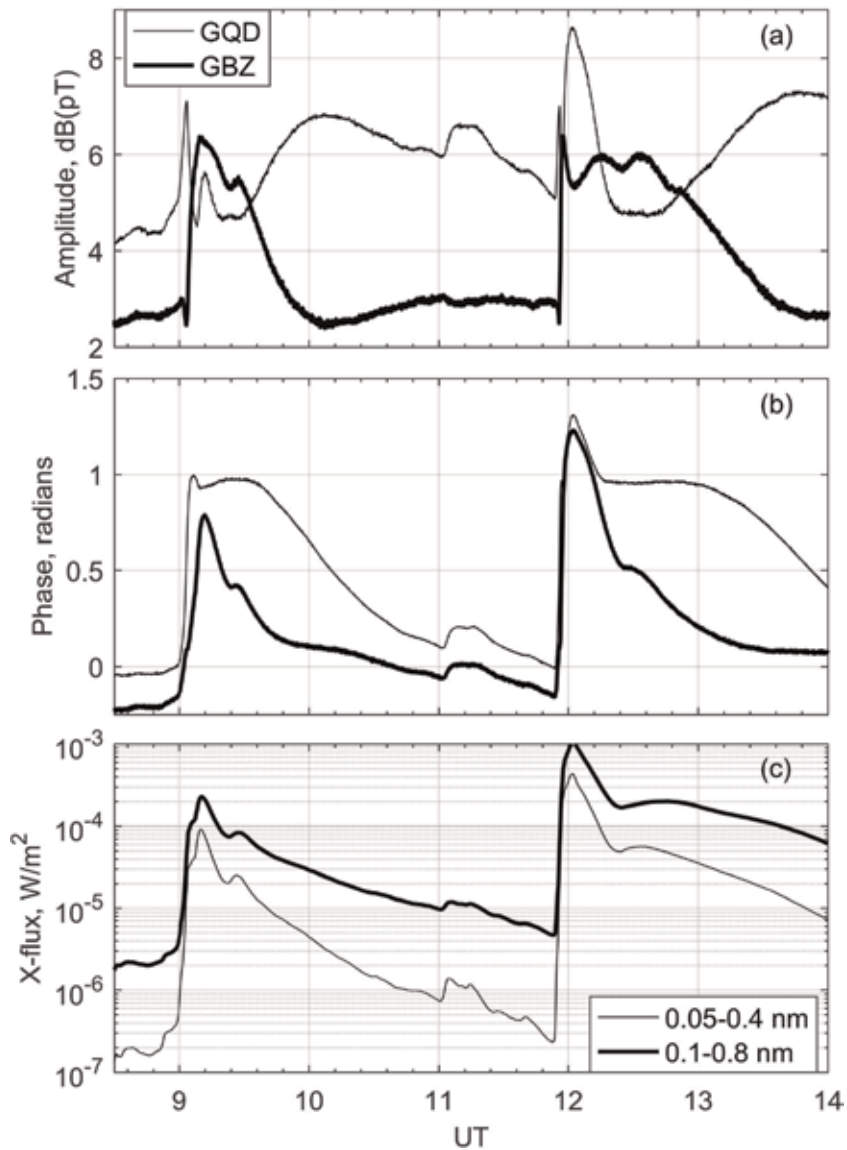 GQD
GBZ
(a)
Amplitude, dB(pT)
8
6
4
2
(b)
Phase, radians
1.5
1
0.5
0
(c)
X-flux, W/m²
10⁻³
10⁻⁴
10⁻⁵
10⁻⁶
10⁻⁷
0.05-0.4 nm
0.1-0.8 nm
9 10 11 12 13 14
UT